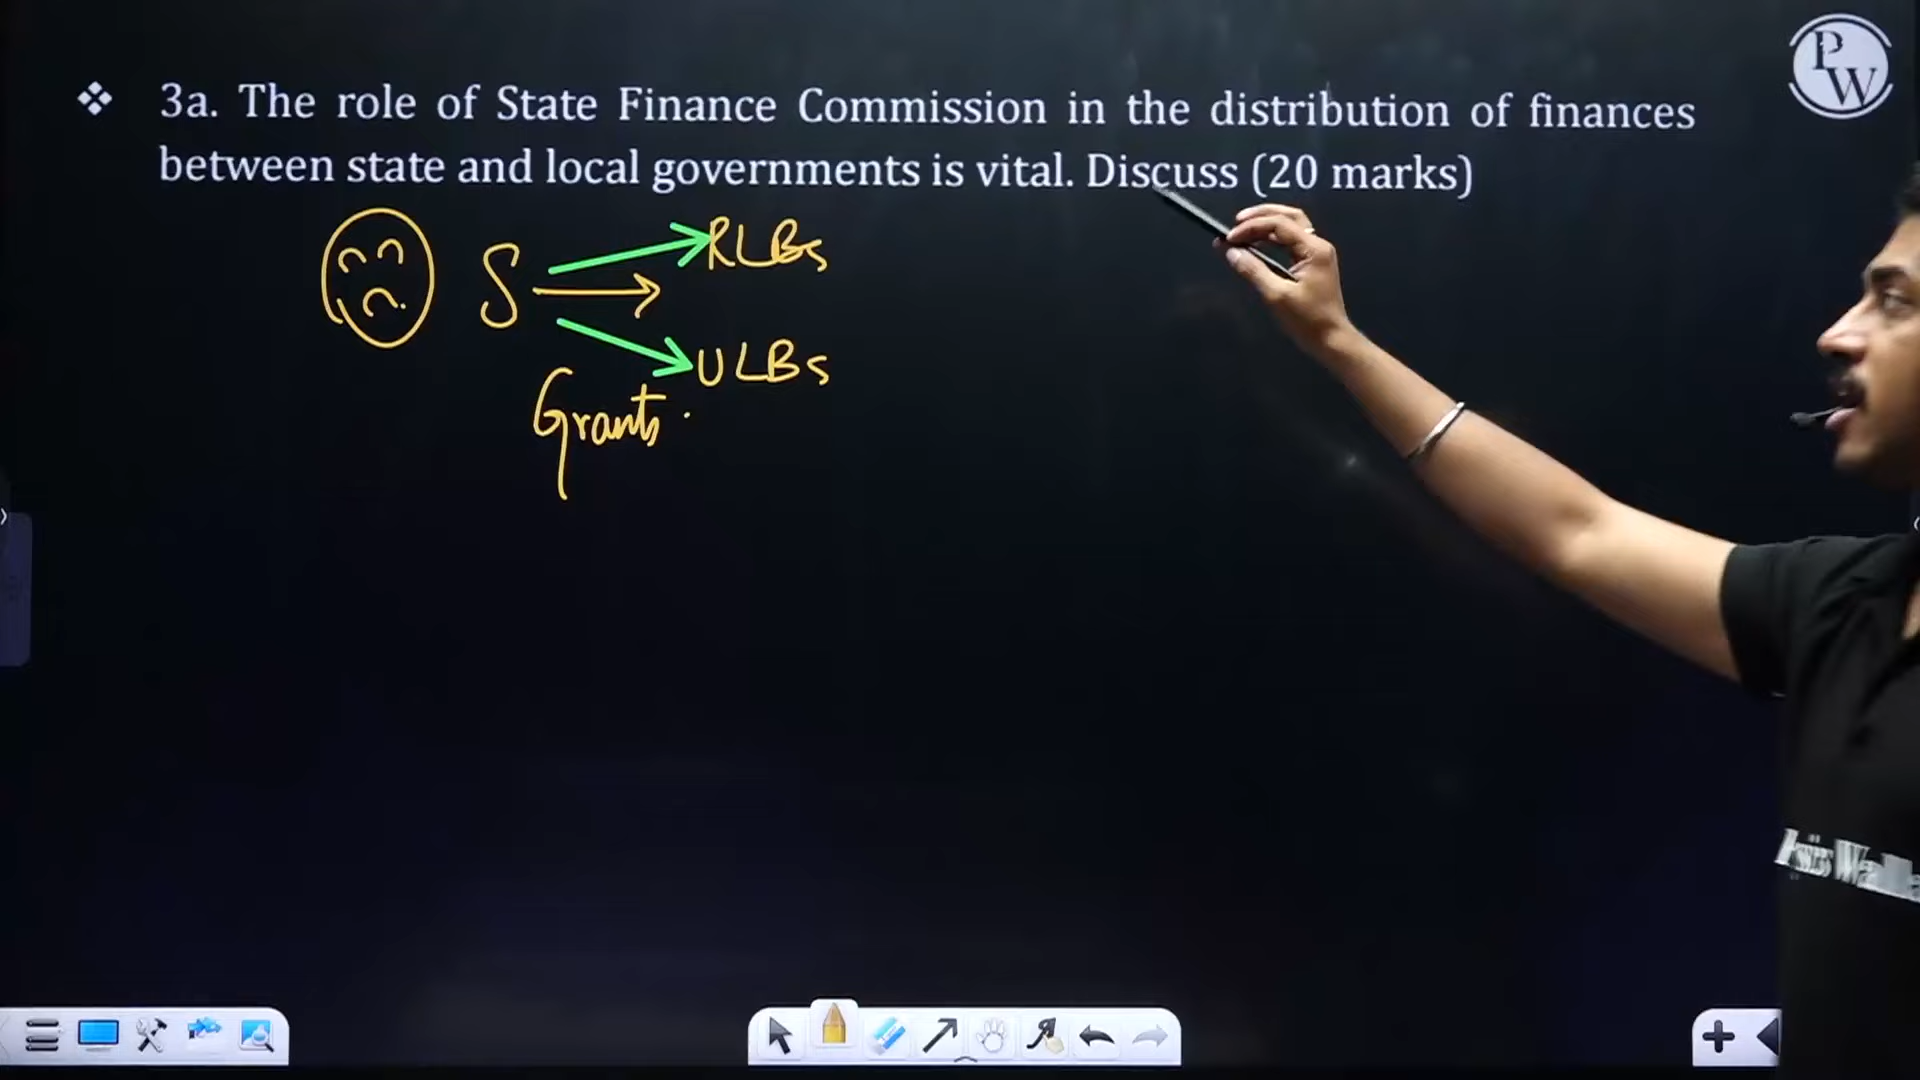 PW
❖ 3a. The role of State Finance Commission in the distribution of finances
between state and local governments is vital. Discuss (20 marks)
S
RLBs
ULBs
Grants